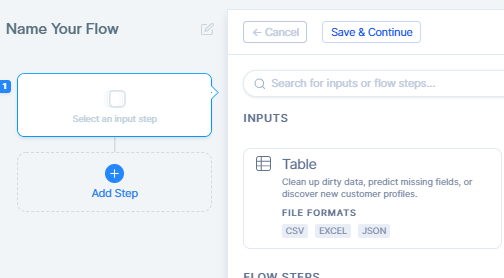 Name Your Flow
← Cancel
Save & Continue
1
Select an input step
Search for inputs or flow steps...
INPUTS
Table
Clean up dirty data, predict missing fields, or
discover new customer profiles.
FILE FORMATS
CSV EXCEL JSON
Add Step
FLOW STEPS